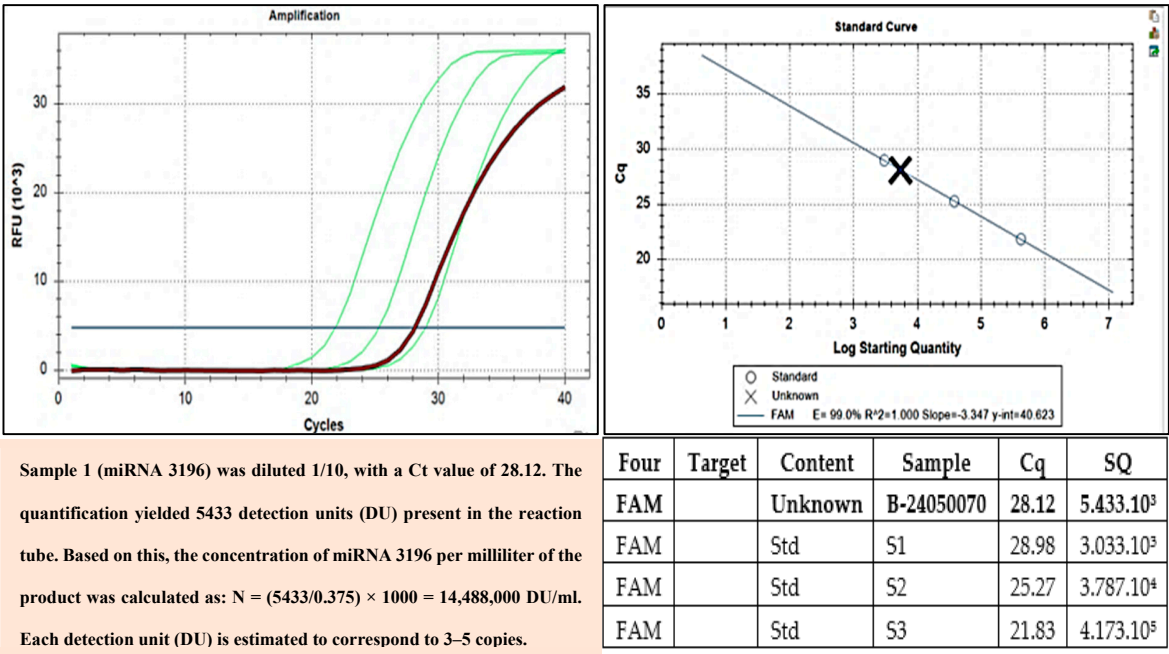 Amplification
30
20
10
0
RFU (10^3)
0
10
20
30
40
Cycles
Standard Curve
35
30
25
20
Cq
0
1
2
3
4
5
6
7
Log Starting Quantity
Standard
Unknown
FAM E= 99.0% R^2=1.000 Slope=-3.347 y-int=40.623
Sample 1 (miRNA 3196) was diluted 1/10, with a Ct value of 28.12. The
quantification yielded 5433 detection units (DU) present in the reaction
tube. Based on this, the concentration of miRNA 3196 per milliliter of the
product was calculated as: N = (5433/0.375) × 1000 = 14,488,000 DU/ml.
Each detection unit (DU) is estimated to correspond to 3–5 copies.
Four Target Content Sample Cq SQ
FAM Unknown B-24050070 28.12 5.433.10³
FAM Std S1 28.98 3.033.10³
FAM Std S2 25.27 3.787.10⁴
FAM Std S3 21.83 4.173.10⁵